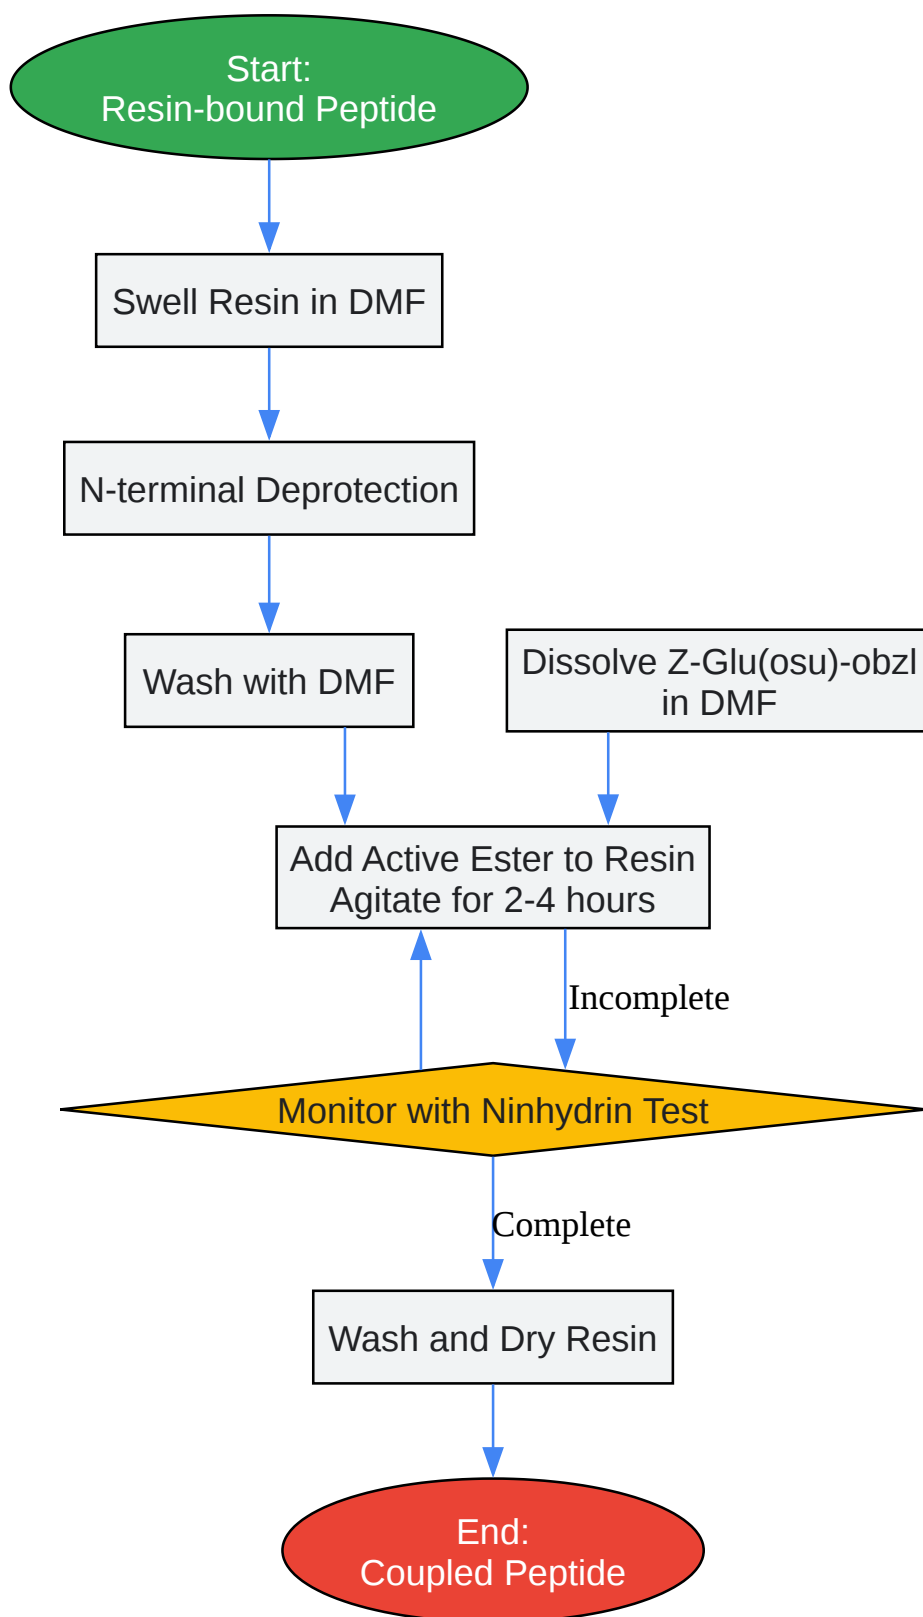 Start:
Resin-bound Peptide
Swell Resin in DMF
N-terminal Deprotection
Wash with DMF
Dissolve Z-Glu(osu)-obzl
in DMF
Add Active Ester to Resin
Agitate for 2-4 hours
Incomplete
Monitor with Ninhydrin Test
Complete
Wash and Dry Resin
End:
Coupled Peptide